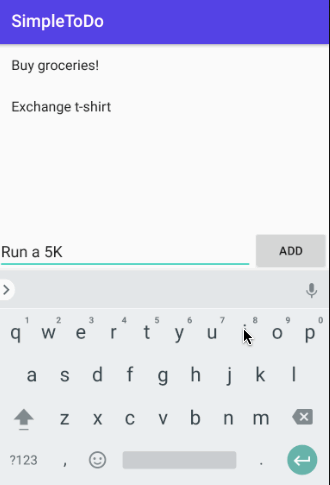 SimpleToDo
Buy groceries!
Exchange t-shirt
Run a 5K
ADD
1 2 3 4 5 6 7 8 9 0
q w e r t y u o p
a s d f g h j k l
z x c v b n m
?123 , .